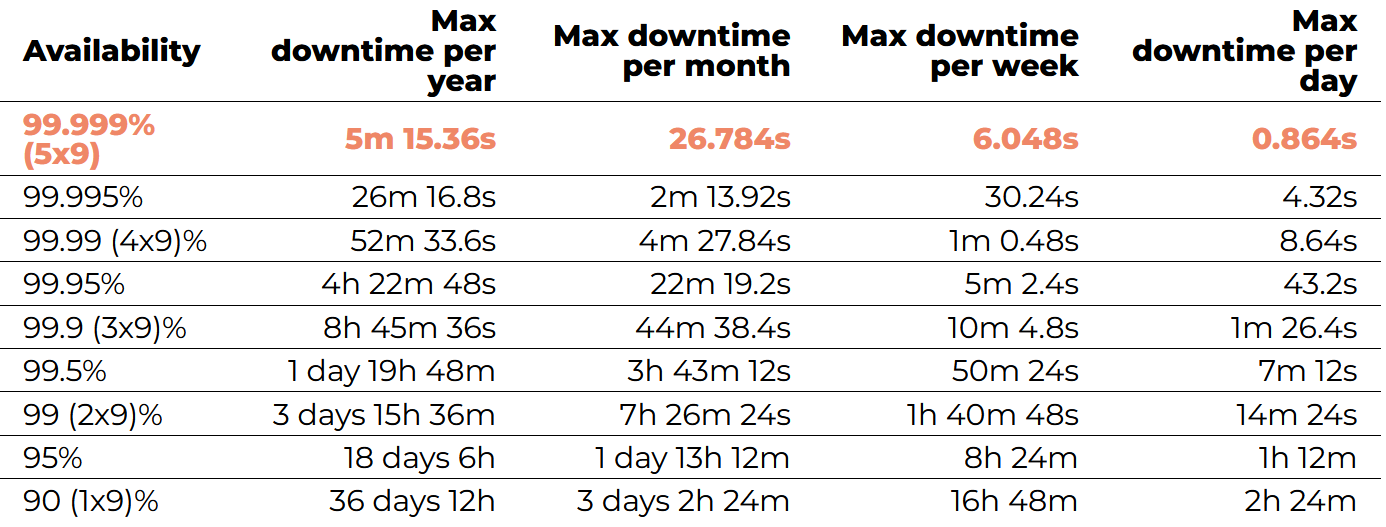 Availability Max downtime per year Max downtime per month Max downtime per week Max downtime per day
99.999% (5x9) 5m 15.36s 26.784s 6.048s 0.864s
99.995% 26m 16.8s 2m 13.92s 30.24s 4.32s
99.99 (4x9)% 52m 33.6s 4m 27.84s 1m 0.48s 8.64s
99.95% 4h 22m 48s 22m 19.2s 5m 2.4s 43.2s
99.9 (3x9)% 8h 45m 36s 44m 38.4s 10m 4.8s 1m 26.4s
99.5% 1 day 19h 48m 3h 43m 12s 50m 24s 7m 12s
99 (2x9)% 3 days 15h 36m 7h 26m 24s 1h 40m 48s 14m 24s
95% 18 days 6h 1 day 13h 12m 8h 24m 1h 12m
90 (1x9)% 36 days 12h 3 days 2h 24m 16h 48m 2h 24m